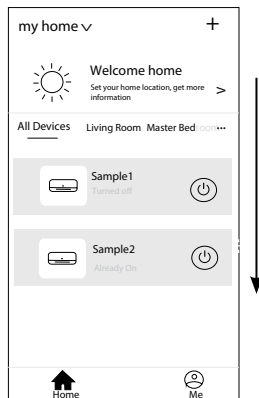 my home
Welcome home
Set your home location, get more
information
All Devices Living Room Master Bedroom
Sample1
Turned off
Sample2
Already On
Home Me